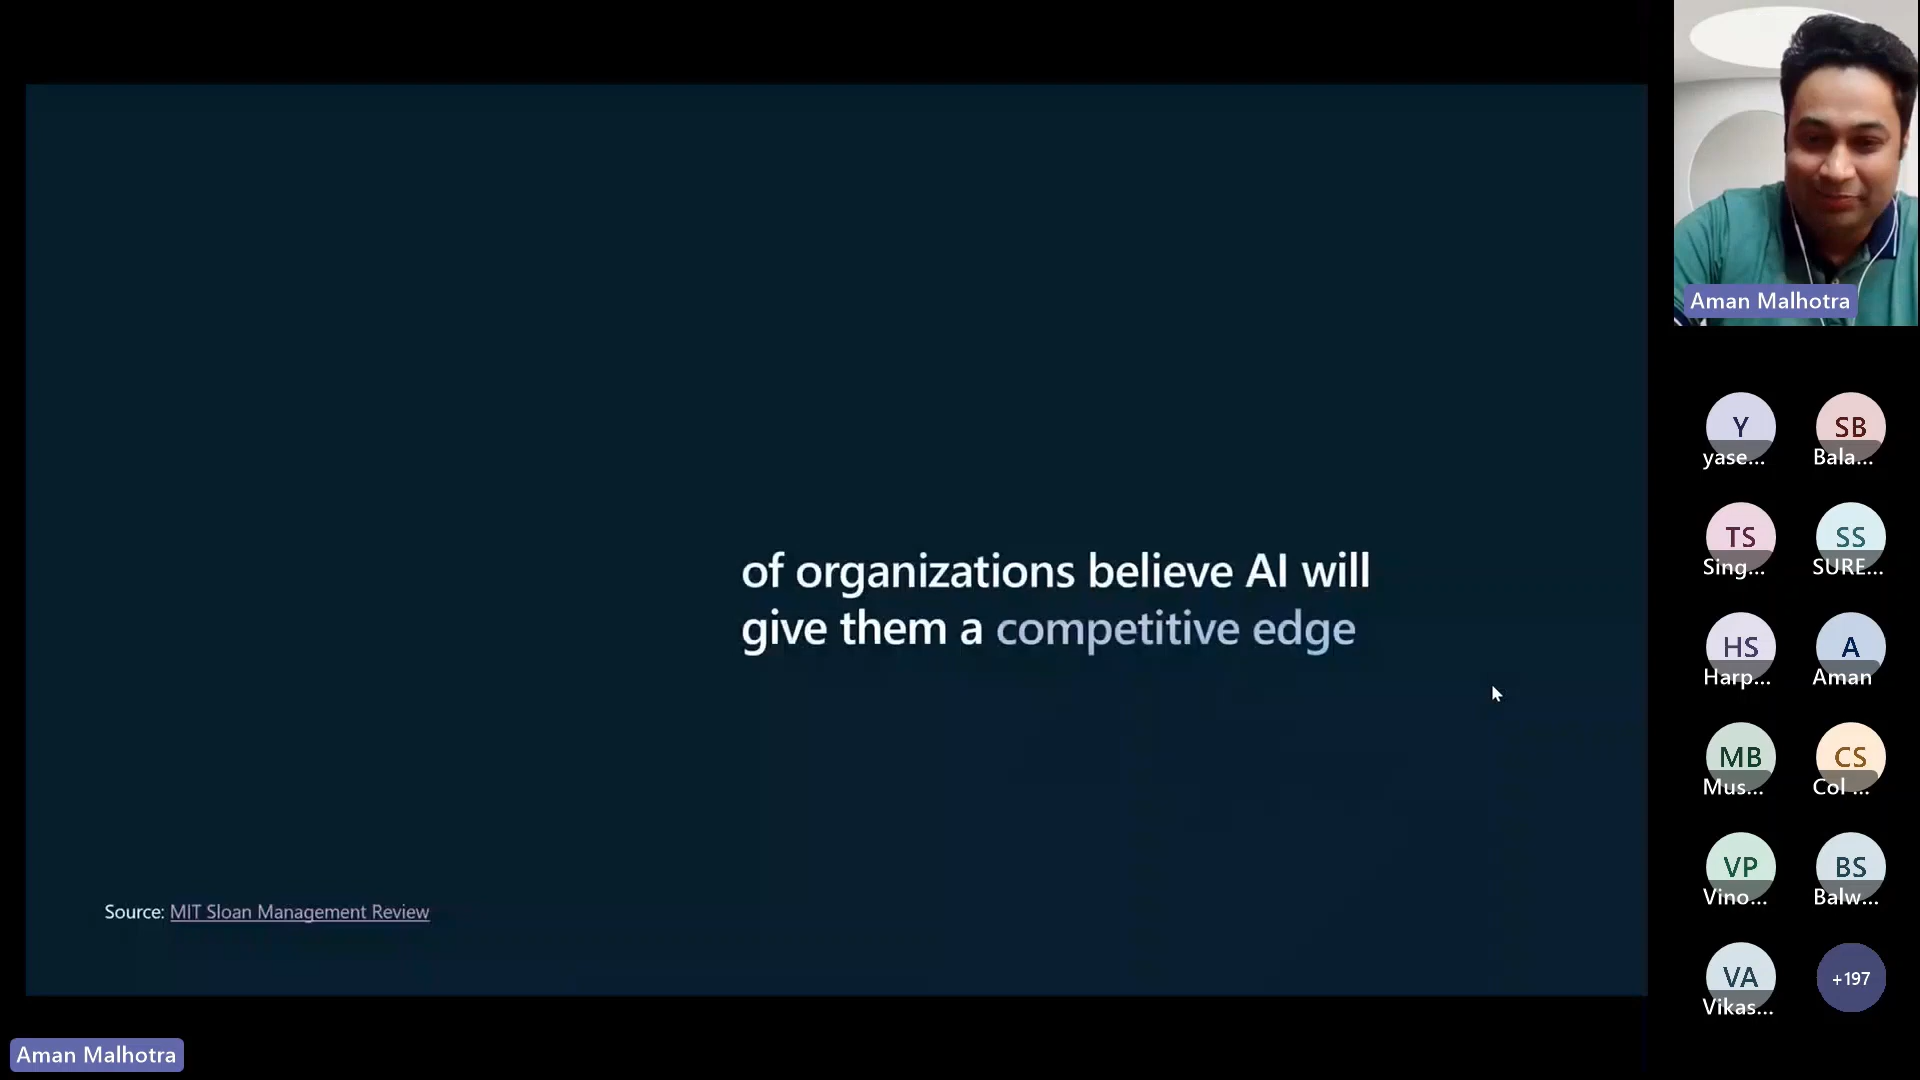 of organizations believe AI will
give them a competitive edge
Source: MIT Sloan Management Review
Aman Malhotra
Aman Malhotra
Y
yase...
SB
Bala...
TS
Sing...
SS
SURE...
HS
Harp...
A
Aman
MB
Mus...
CS
Col ...
VP
Vino...
BS
Balw...
VA
Vikas...
+197